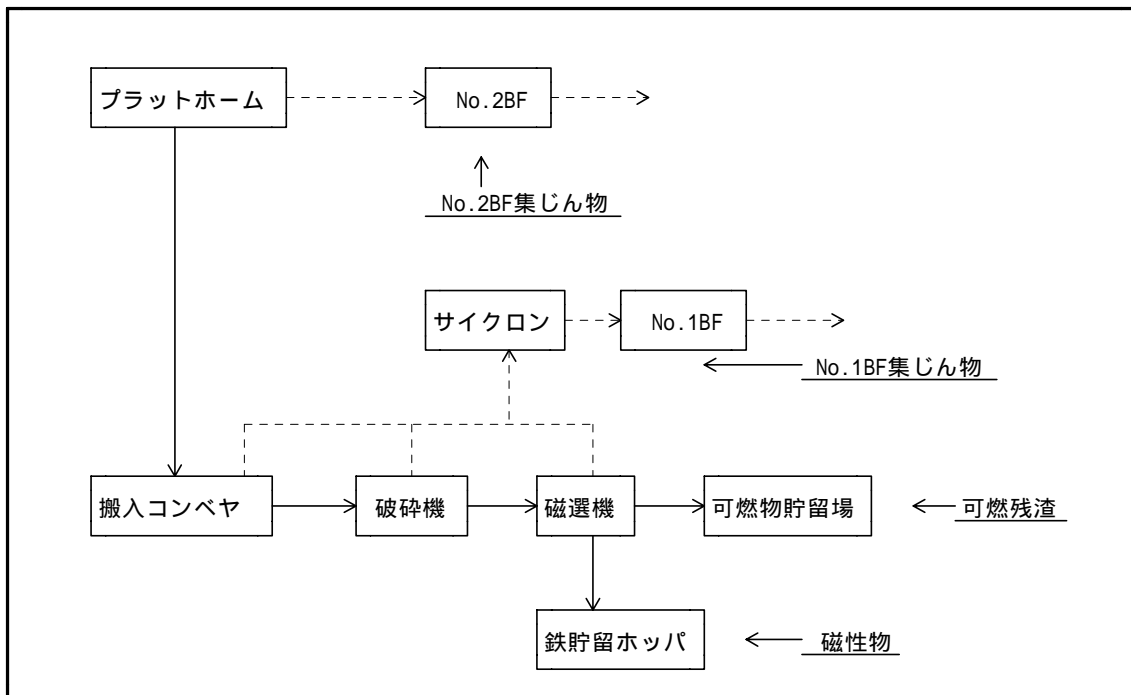 プラットホーム
No.2BF
No.2BF集じん物
サイクロン
No.1BF
No.1BF集じん物
搬入コンベヤ
破砕機
磁選機
可燃物貯留場
可燃残渣
鉄貯留ホッパ
磁性物